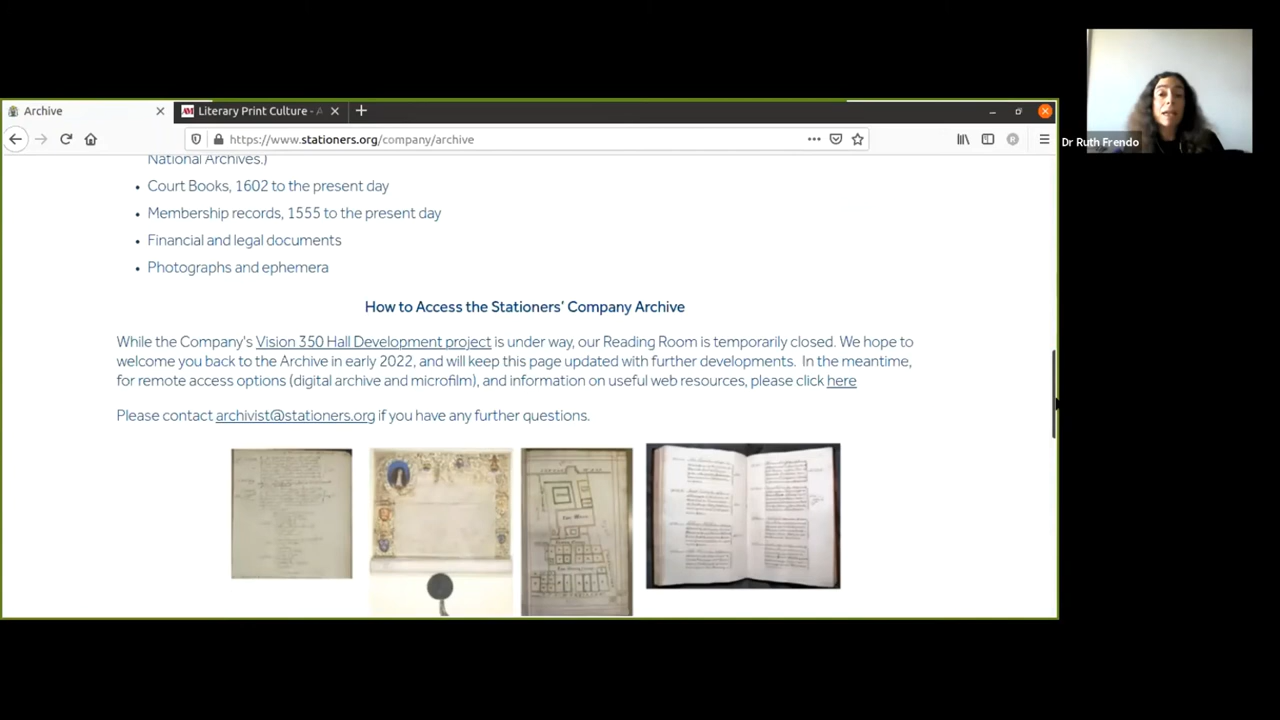 Archive
Literary Print Culture - A
https://www.stationers.org/company/archive
Dr Ruth Frendo
National Archives.)
Court Books, 1602 to the present day
Membership records, 1555 to the present day
Financial and legal documents
Photographs and ephemera
How to Access the Stationers' Company Archive
While the Company's Vision 350 Hall Development project is under way, our Reading Room is temporarily closed. We hope to
welcome you back to the Archive in early 2022, and will keep this page updated with further developments. In the meantime,
for remote access options (digital archive and microfilm), and information on useful web resources, please click here
Please contact archivist@stationers.org if you have any further questions.